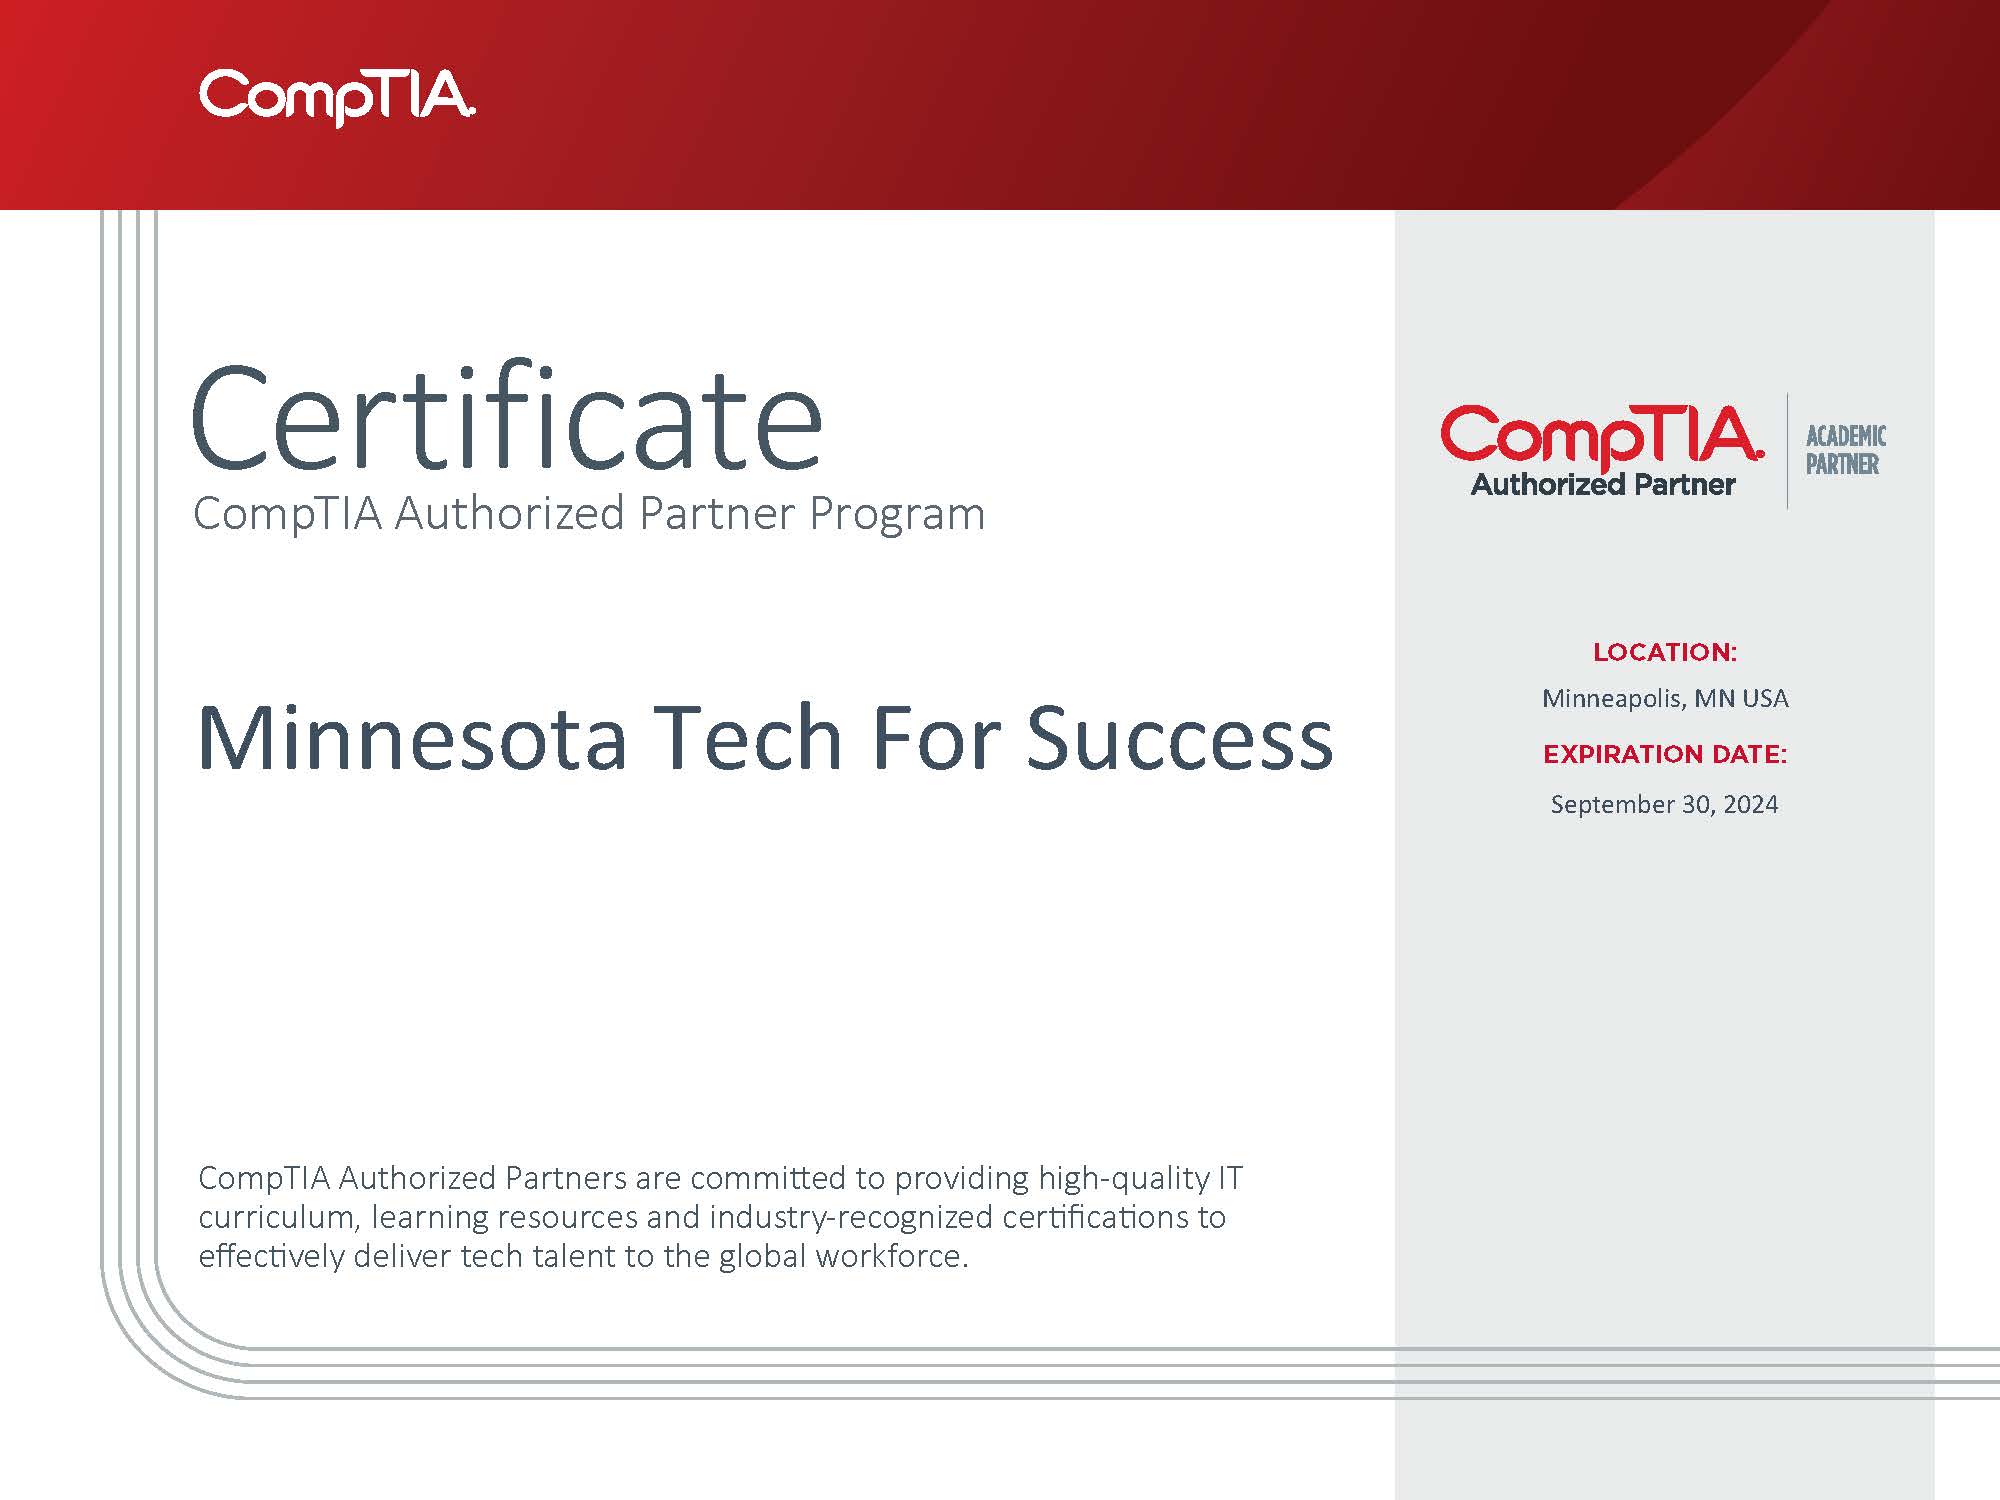 CompTIA.
Certificate
CompTIA Authorized Partner Program
Minnesota Tech For Success
CompTIA Authorized Partners are committed to providing high-quality IT
curriculum, learning resources and industry-recognized certifications to
effectively deliver tech talent to the global workforce.
CompTIA.
Authorized Partner
ACADEMIC
PARTNER
LOCATION:
Minneapolis, MN USA
EXPIRATION DATE:
September 30, 2024